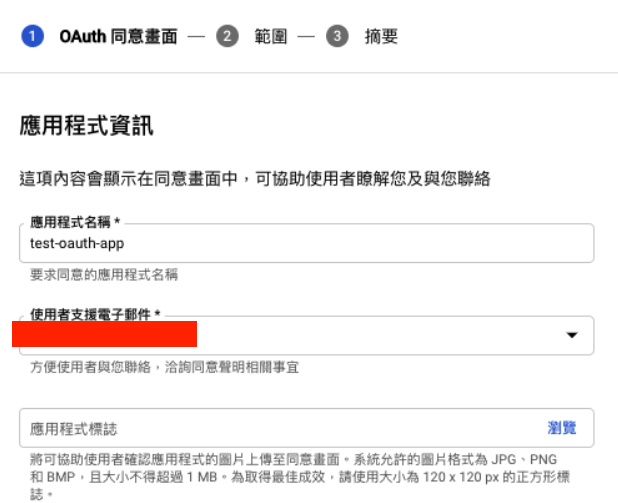 1 OAuth 同意畫面 — 2 範圍 — 3 摘要
應用程式資訊
這項內容會顯示在同意畫面中，可協助使用者瞭解您及與您聯絡
應用程式名稱 *
test-oauth-app
要求同意的應用程式名稱
使用者支援電子郵件 *
方便使用者與您聯絡，洽詢同意聲明相關事宜
應用程式標誌 瀏覽
將可協助使用者確認應用程式的圖片上傳至同意畫面。系統允許的圖片格式為 JPG、PNG
和 BMP，且大小不得超過 1 MB。為取得最佳成效，請使用大小為 120 x 120 px 的正方形標
誌。